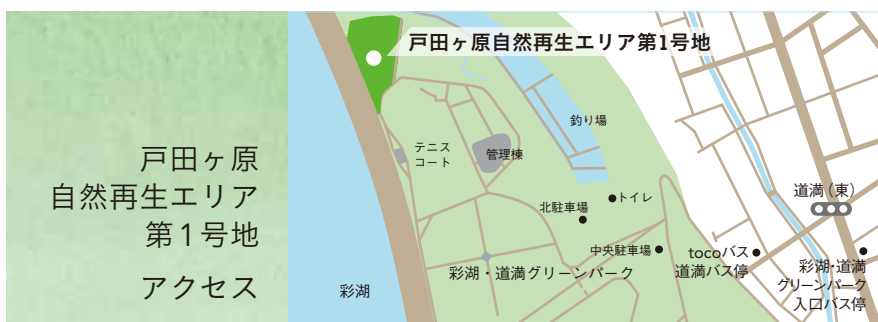 戸田ヶ原
自然再生エリア
第1号地
アクセス
戸田ヶ原自然再生エリア第1号地
釣り場
テニス
コート
管理棟
トイレ
北駐車場
中央駐車場
彩湖・道満グリーンパーク
彩湖
道満（東）
tocoバス
道満バス停
彩湖・道満
グリーンパーク
入口バス停